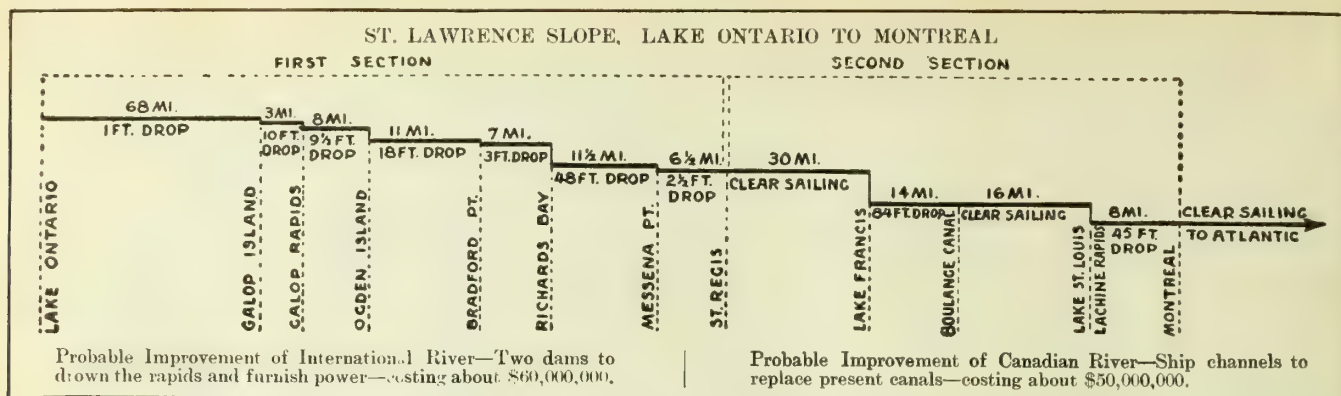 ST. LAWRENCE SLOPE, LAKE ONTARIO TO MONTREAL
FIRST SECTION
SECOND SECTION
68 MI.
1 FT. DROP
3 MI.
10 FT.
DROP
8 MI.
9½ FT.
DROP
11 MI.
18 FT. DROP
7 MI.
3 FT. DROP
11½ MI.
48 FT. DROP
6½ MI.
2½ FT.
DROP
30 MI.
CLEAR SAILING
14 MI.
84 FT. DROP
16 MI.
CLEAR SAILING
8 MI.
45 FT.
DROP
CLEAR SAILING
TO ATLANTIC
LAKE ONTARIO
GALOP ISLAND
GALOP RAPIDS
OGDEN ISLAND
BRADFORD PT.
RICHARDS BAY
MESSENA PT.
ST. REGIS
LAKE FRANCIS
BOULANGE CANAL
LAKE ST. LOUIS
LACHINE RAPIDS
MONTREAL
Probable Improvement of International River—Two dams to
drown the rapids and furnish power—costing about $60,000,000.
Probable Improvement of Canadian River—Ship channels to
replace present canals—costing about $50,000,000.